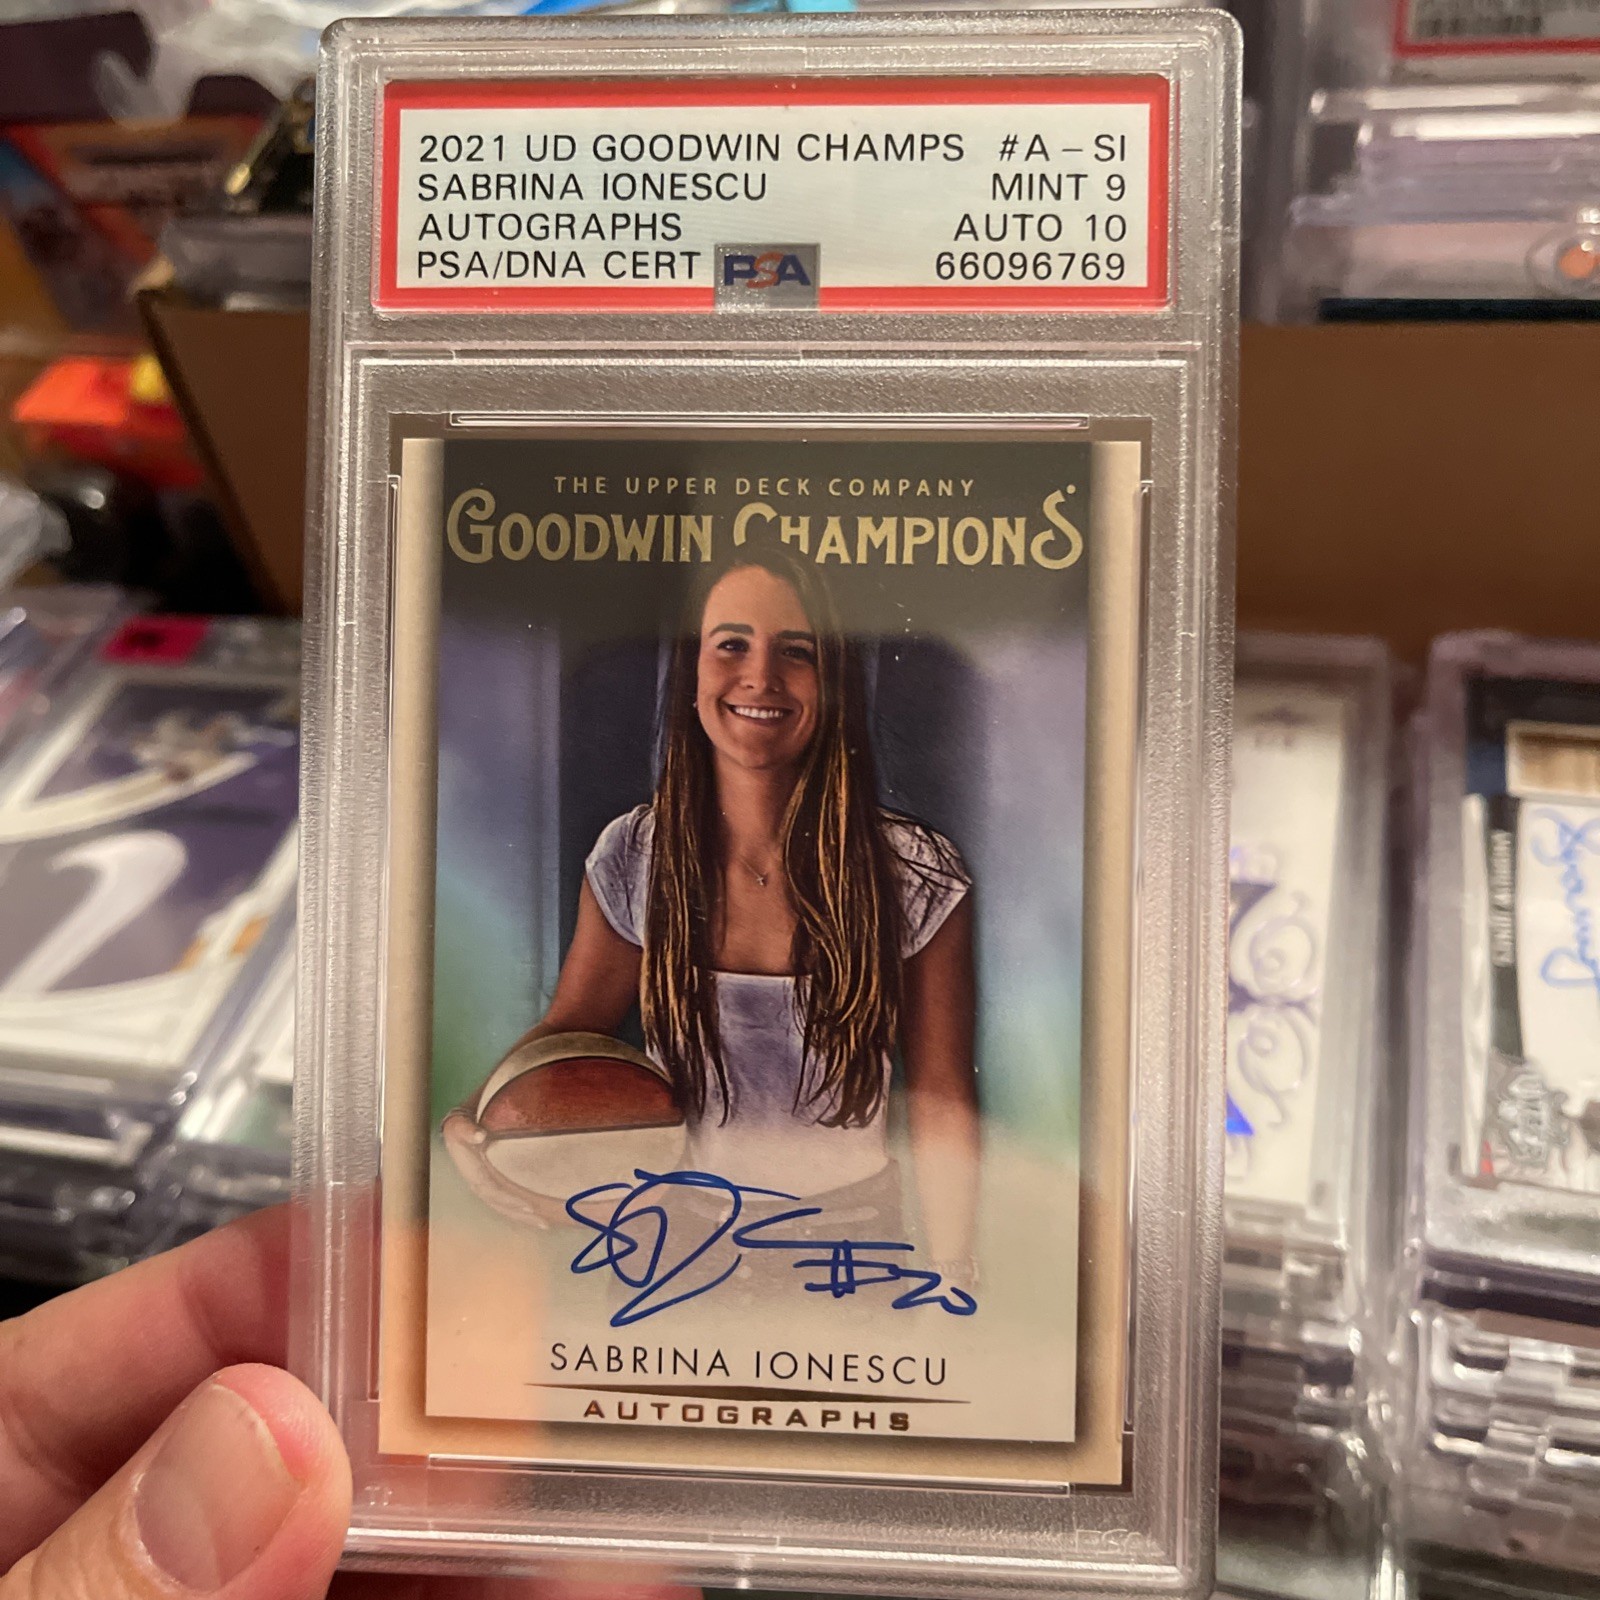 2021 UD GOODWIN CHAMPS #A-SI
SABRINA IONESCU MINT 9
AUTOGRAPHS AUTO 10
PSA/DNA CERT PSA 66096769
THE UPPER DECK COMPANY
GOODWIN CHAMPIONS
#20
SABRINA IONESCU
AUTOGRAPHS